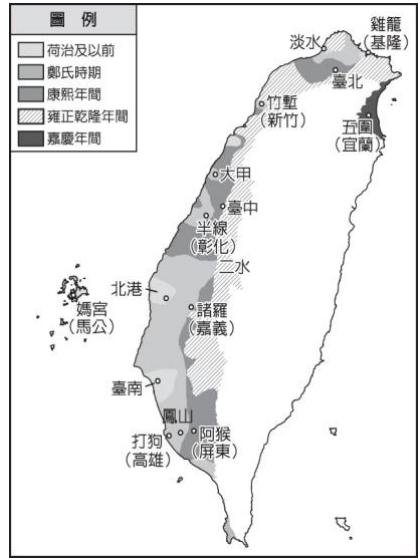 圖例
荷治及以前
鄭氏時期
康熙年間
雍正乾隆年間
嘉慶年間
雞籠
(基隆)
淡水
臺北
竹塹
(新竹)
五圍
(宜蘭)
大甲
臺中
半線
(彰化)
二水
北港
諸羅
(嘉義)
媽宮
(馬公)
臺南
鳳山
打狗
(高雄)
阿猴
(屏東)